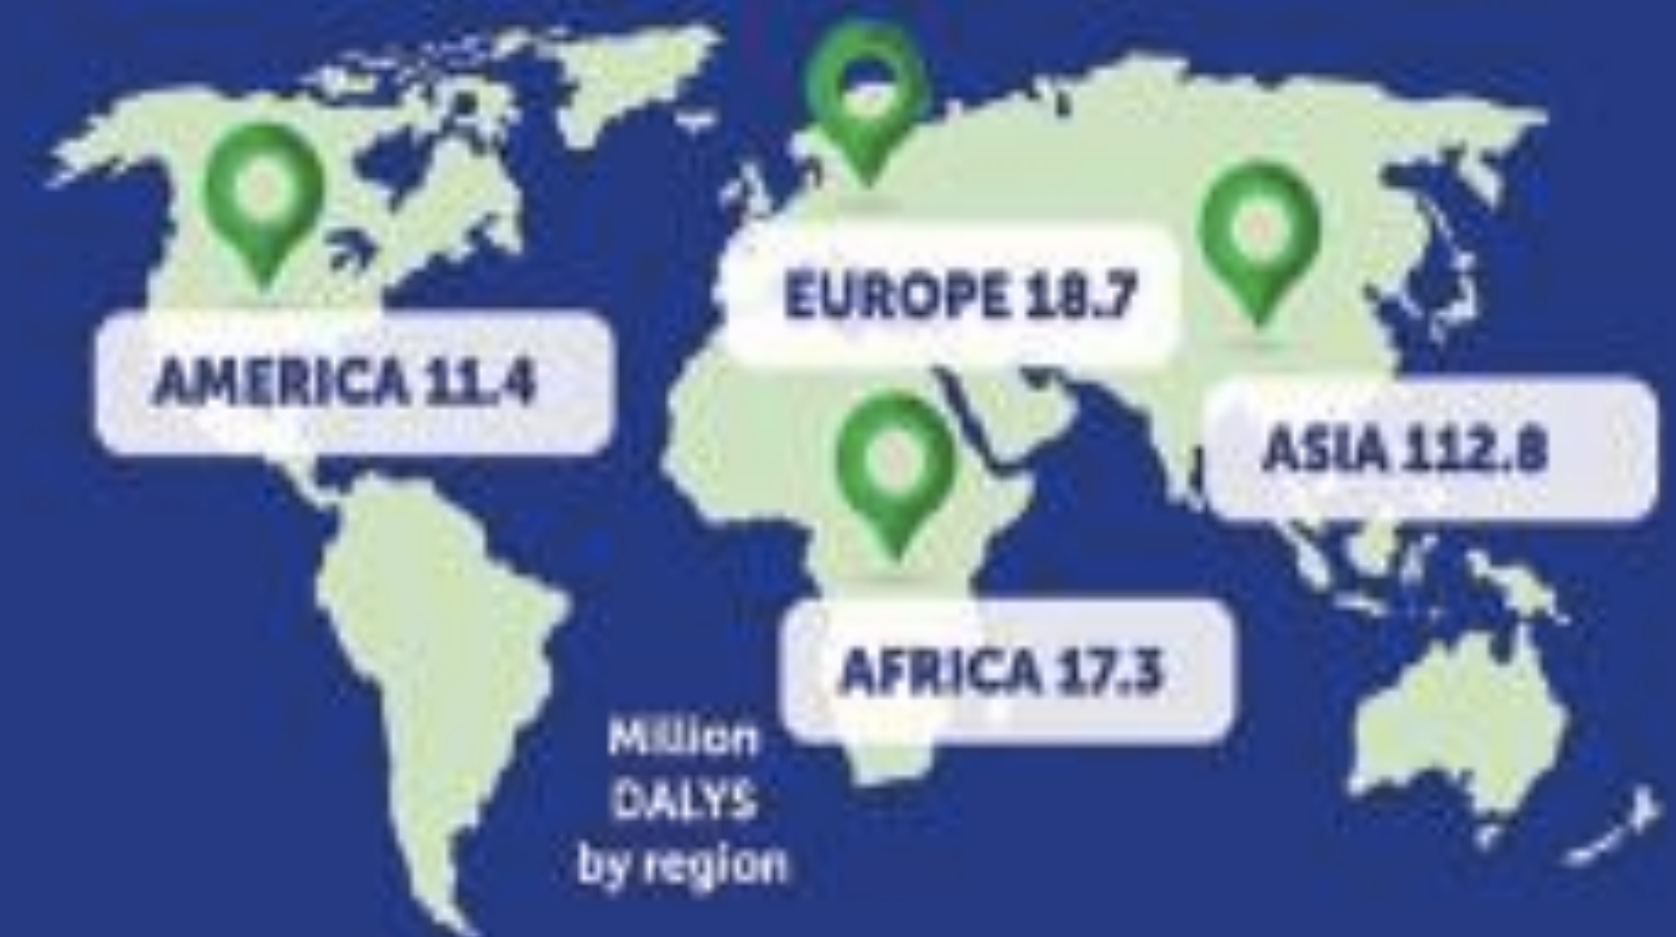 EUROPE 18.7
AMERICA 11.4
ASIA 112.8
AFRICA 17.3
Million
DALYS
by region